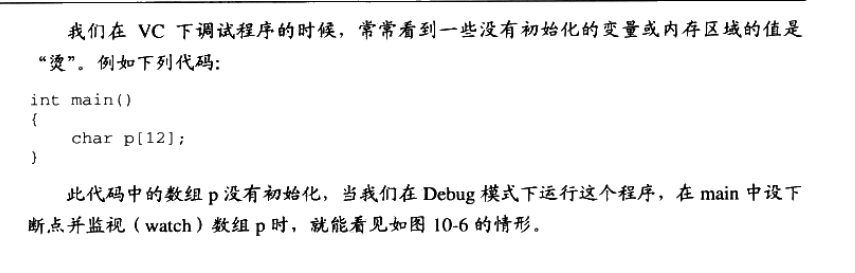 我们在 VC 下调试程序的时候，常常看到一些没有初始化的变量或内存区域的值是
“烫”。例如下列代码：
int main()
{
    char p[12];
}
此代码中的数组 p 没有初始化，当我们在 Debug 模式下运行这个程序，在 main 中设下
断点并监视（watch）数组 p 时，就能看见如图 10-6 的情形。